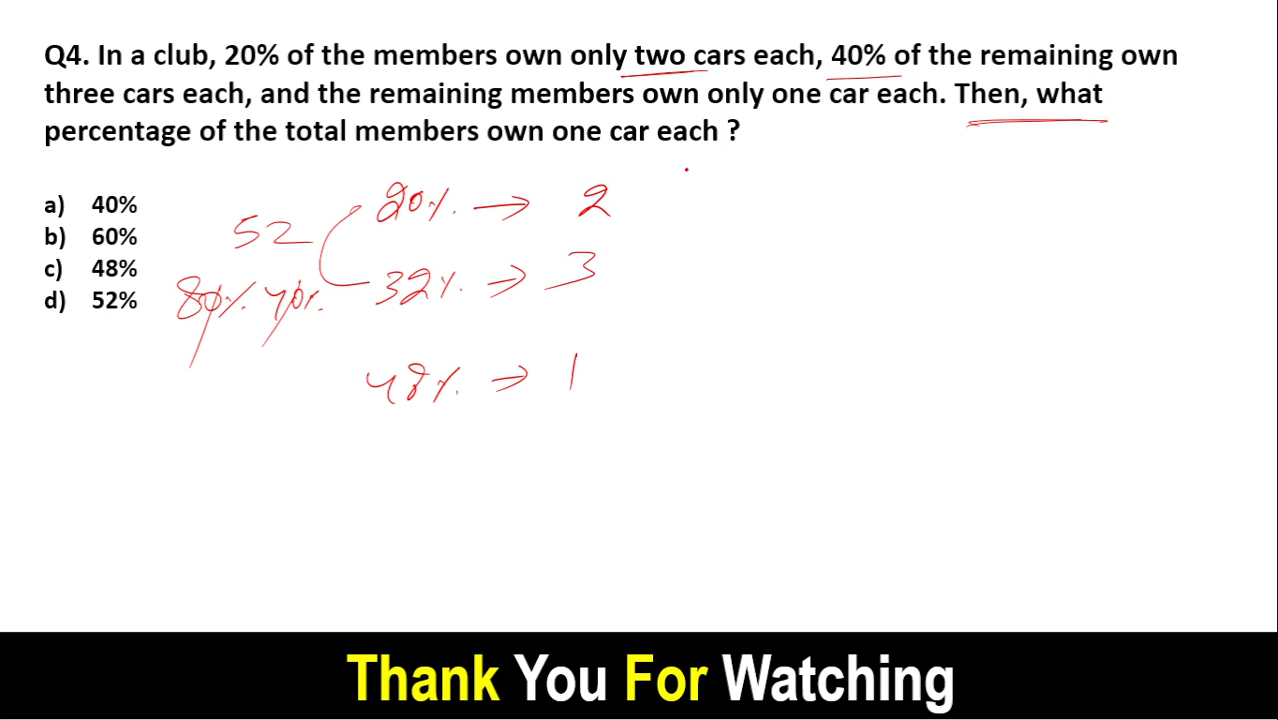 Q4. In a club, 20% of the members own only two cars each, 40% of the remaining own
three cars each, and the remaining members own only one car each. Then, what
percentage of the total members own one car each ?
a) 40%
b) 60%
c) 48%
d) 52%
20% → 2
52
32% → 3
80% 40%
48% → 1
Thank You For Watching